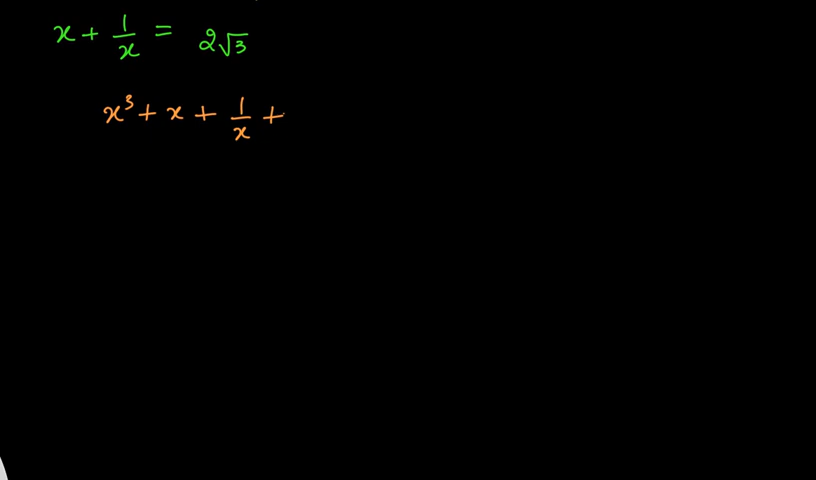 x + 1/x = 2√3
x³ + x + 1/x +